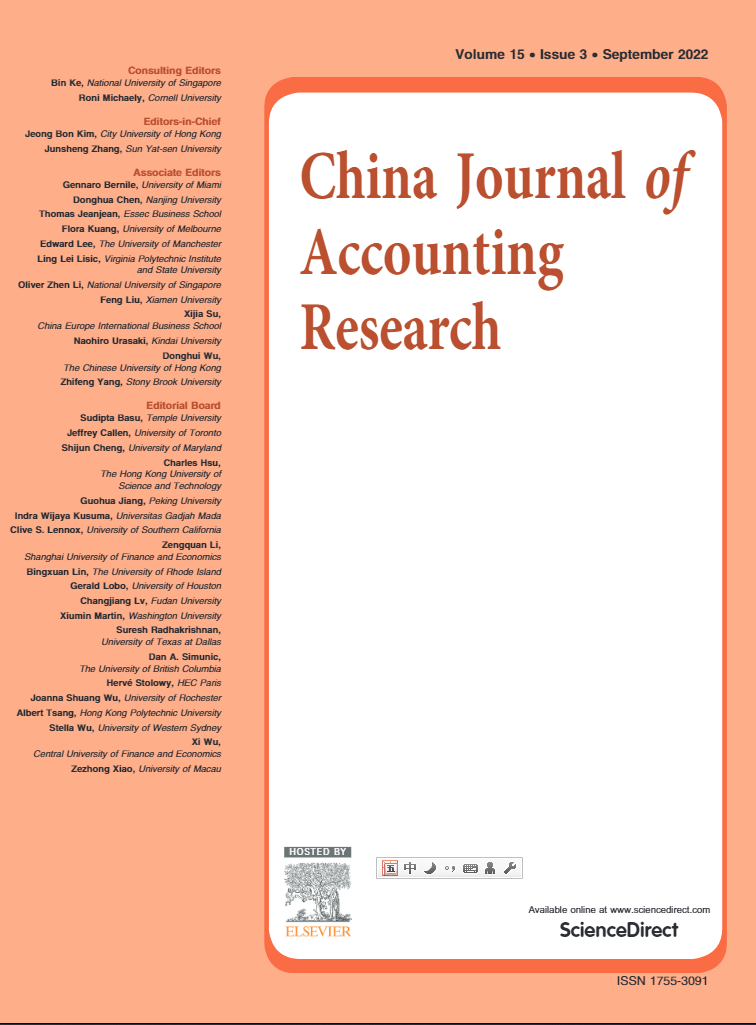 Volume 15 • Issue 3 • September 2022
Consulting Editors
Bin Ke, National University of Singapore
Roni Michaely, Cornell University
Editors-in-Chief
Jeong Bon Kim, City University of Hong Kong
Junsheng Zhang, Sun Yat-sen University
Associate Editors
Gennaro Bernile, University of Miami
Donghua Chen, Nanjing University
Thomas Jeanjean, Essec Business School
Flora Kuang, University of Melbourne
Edward Lee, The University of Manchester
Ling Lei Lisic, Virginia Polytechnic Institute
and State University
Oliver Zhen Li, National University of Singapore
Feng Liu, Xiamen University
Xijia Su,
China Europe International Business School
Naohiro Urasaki, Kindai University
Donghui Wu,
The Chinese University of Hong Kong
Zhifeng Yang, Stony Brook University
Editorial Board
Sudipta Basu, Temple University
Jeffrey Callen, University of Toronto
Shijun Cheng, University of Maryland
Charles Hsu,
The Hong Kong University of
Science and Technology
Guohua Jiang, Peking University
Indra Wijaya Kusuma, Universitas Gadjah Mada
Clive S. Lennox, University of Southern California
Zengquan Li,
Shanghai University of Finance and Economics
Bingxuan Lin, The University of Rhode Island
Gerald Lobo, University of Houston
Changjiang Lv, Fudan University
Xiumin Martin, Washington University
Suresh Radhakrishnan,
University of Texas at Dallas
Dan A. Simunic,
The University of British Columbia
Hervé Stolowy, HEC Paris
Joanna Shuang Wu, University of Rochester
Albert Tsang, Hong Kong Polytechnic University
Stella Wu, University of Western Sydney
Xi Wu,
Central University of Finance and Economics
Zezhong Xiao, University of Macau
China Journal of
Accounting
Research
HOSTED BY
ELSEVIER
五 中 °,
Available online at www.sciencedirect.com
ScienceDirect
ISSN 1755-3091